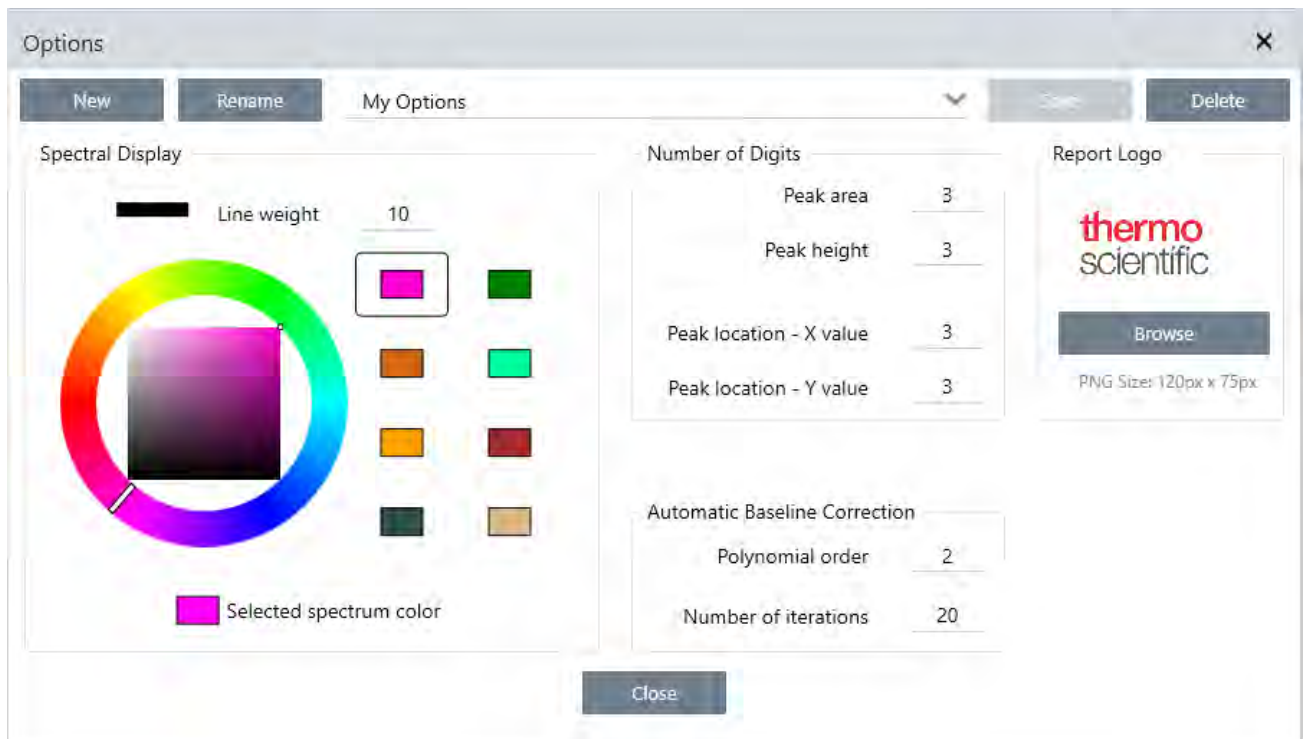 Options
New Rename My Options Save Delete
Spectral Display
Line weight 10
Selected spectrum color
Number of Digits
Peak area 3
Peak height 3
Peak location - X value 3
Peak location - Y value 3
Automatic Baseline Correction
Polynomial order 2
Number of iterations 20
Report Logo
thermo
scientific
Browse
PNG Size: 120px x 75px
Close